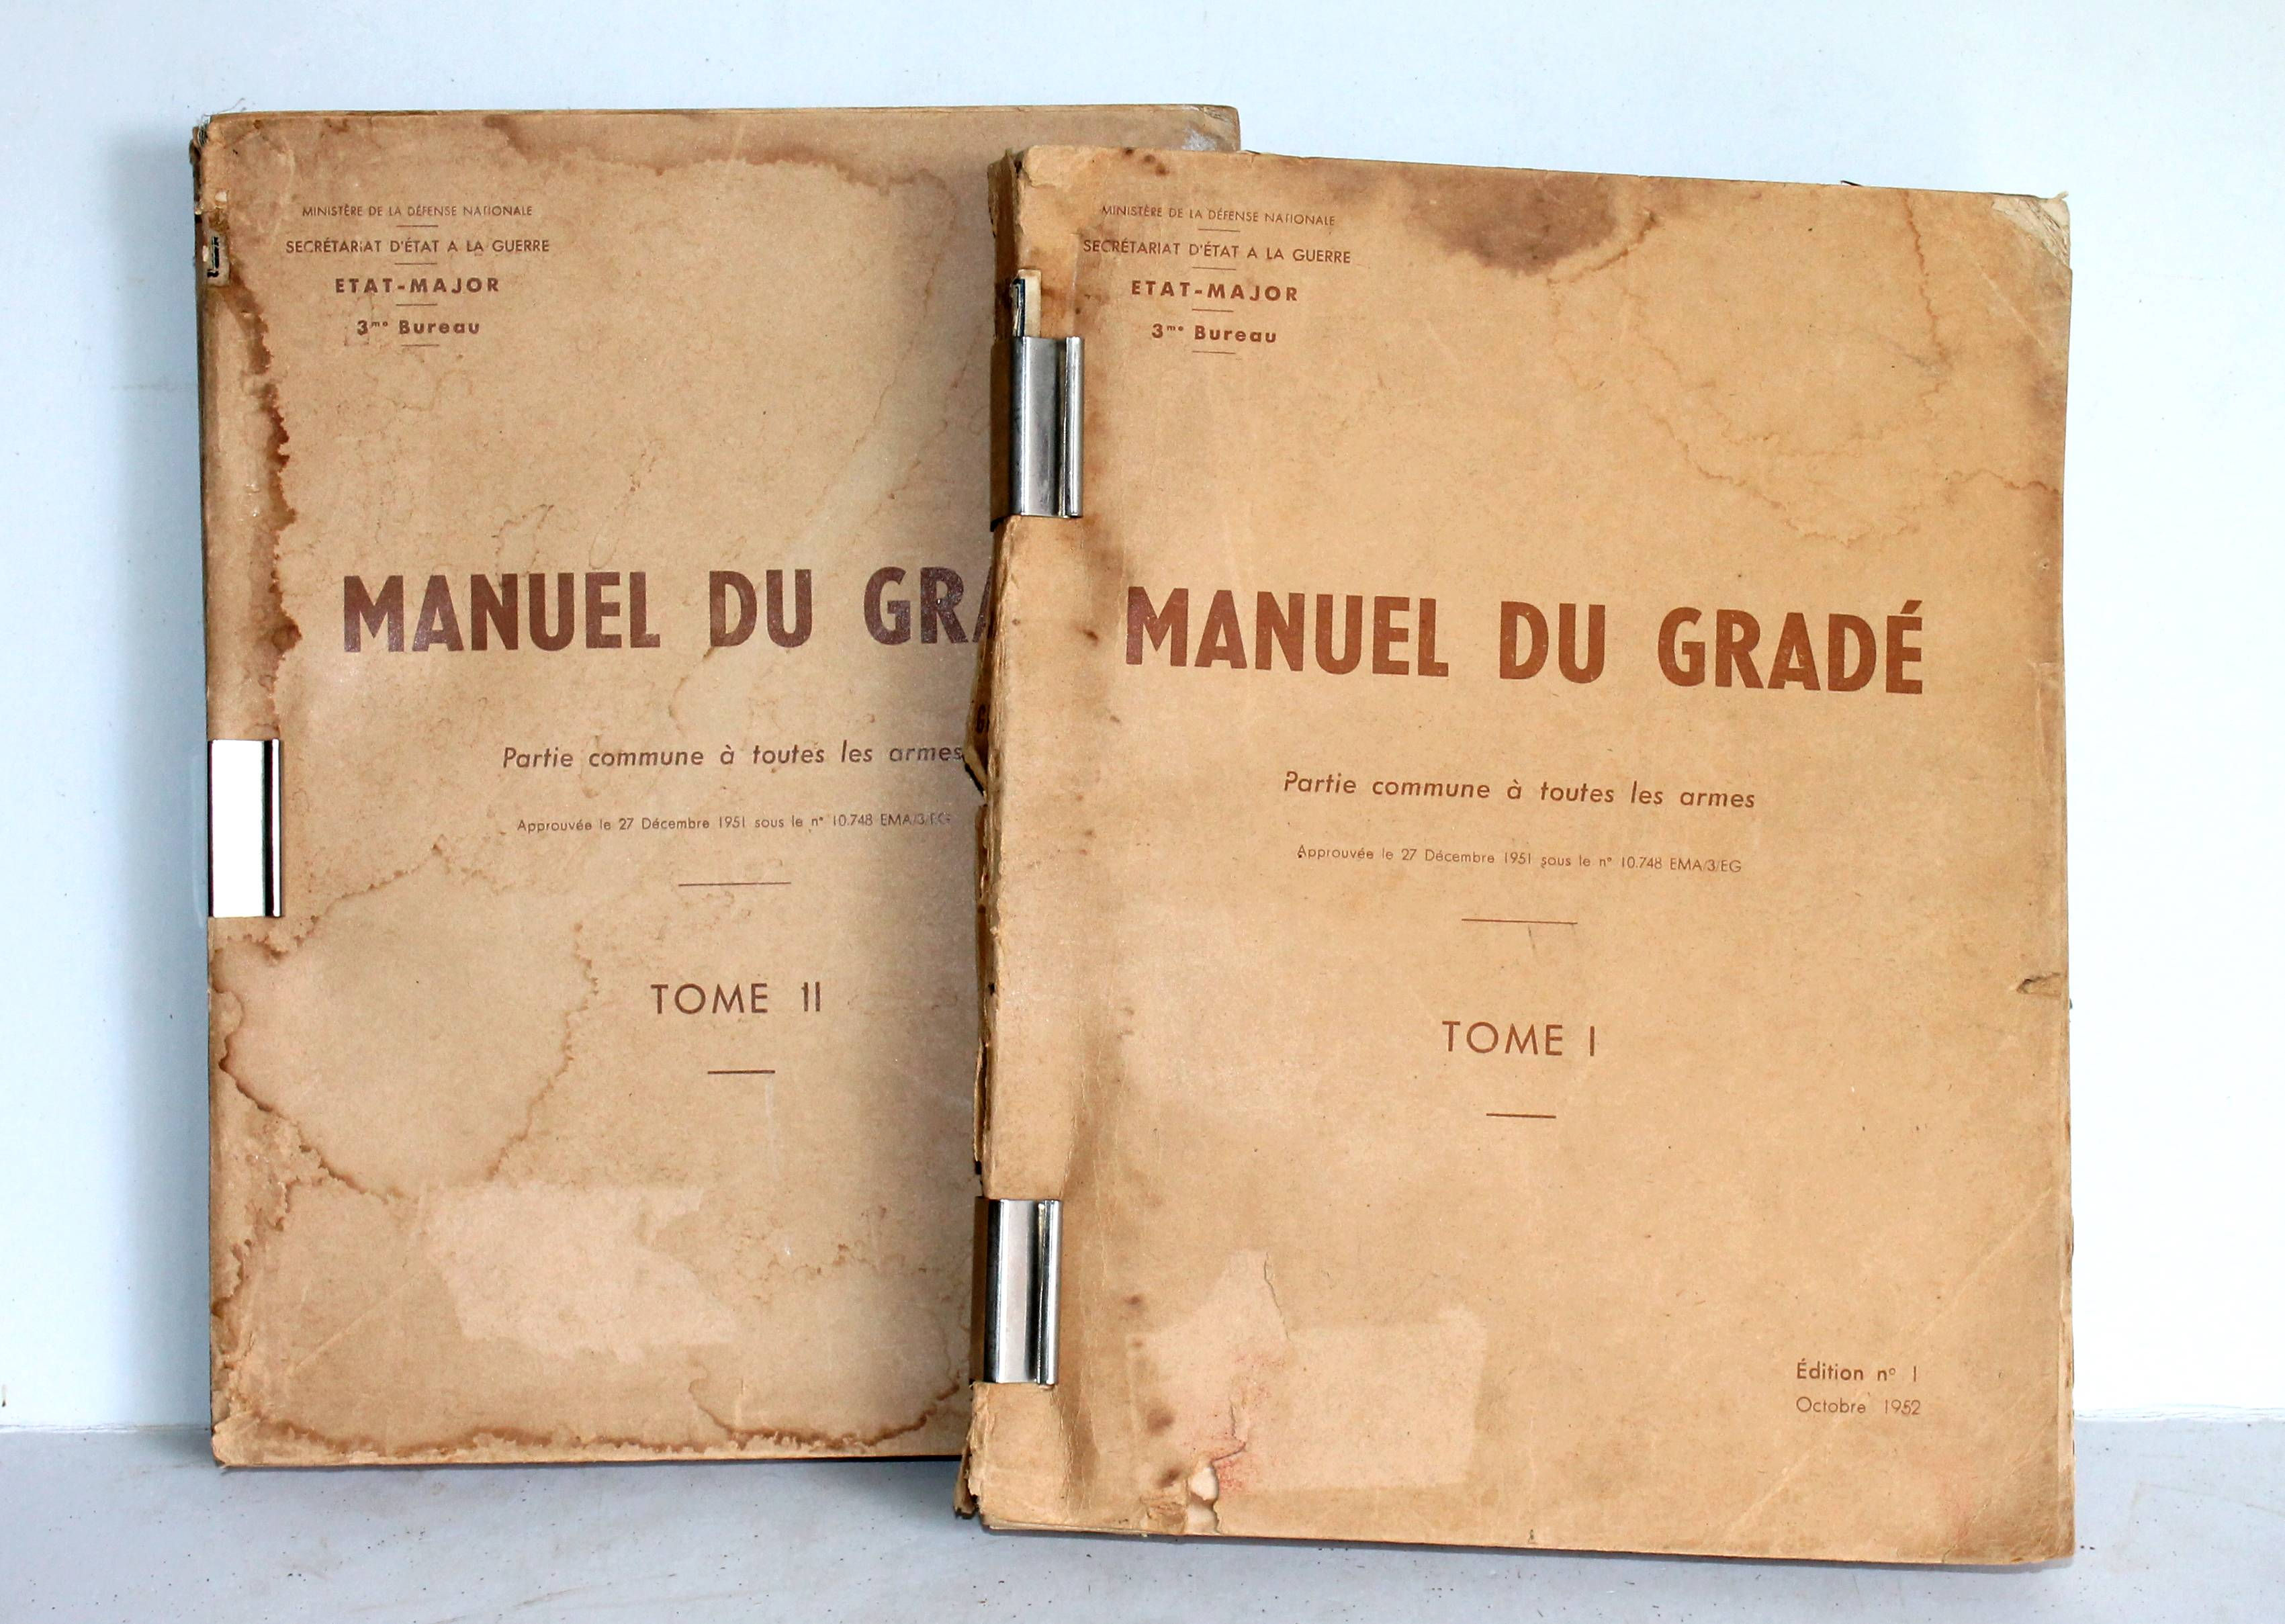 MINISTÈRE DE LA DÉFENSE NATIONALE
SECRÉTARIAT D'ÉTAT A LA GUERRE
ETAT-MAJOR
3me Bureau
MANUEL DU GRA
Partie commune à toutes les armes
Approuvée le 27 Décembre 1951 sous le n° 10.748 EMA/3/EG
TOME II
MINISTÈRE DE LA DÉFENSE NATIONALE
SECRÉTARIAT D'ÉTAT A LA GUERRE
ETAT-MAJOR
3me Bureau
MANUEL DU GRADÉ
Partie commune à toutes les armes
Approuvée le 27 Décembre 1951 sous le n° 10.748 EMA/3/EG
TOME I
Édition n° 1
Octobre 1952